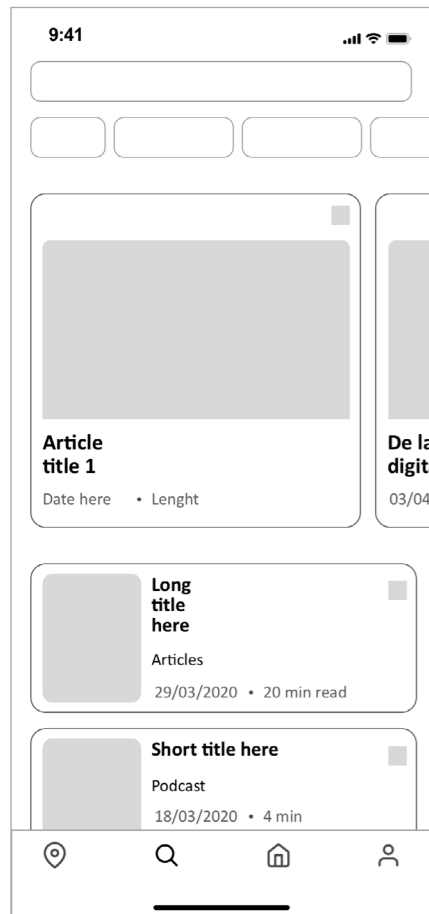 9:41
Article
title 1
Date here • Lenght
De la
digit
03/04
Long
title
here
Articles
29/03/2020 • 20 min read
Short title here
Podcast
18/03/2020 • 4 min